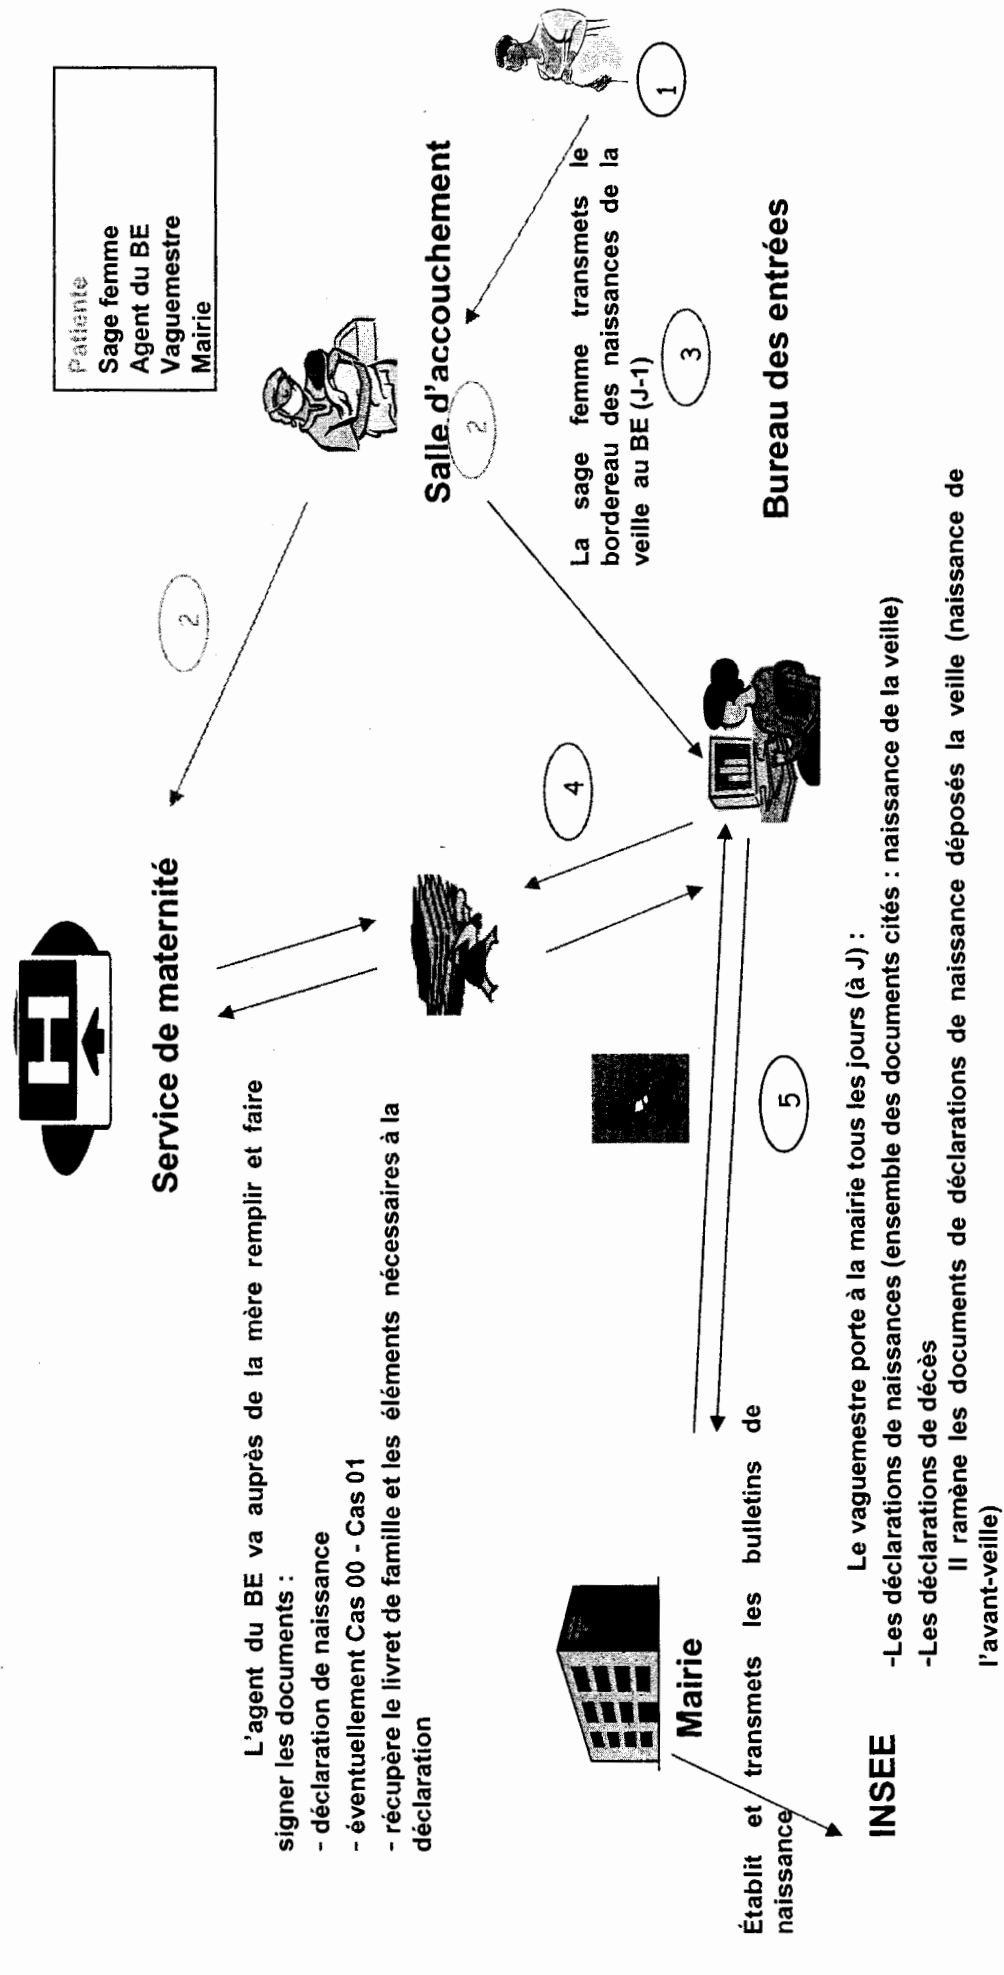 Patiente
Sage femme
Agent du BE
Vaguemestre
Mairie
H
Service de maternité
2
Salle d'accouchement
2
1
L'agent du BE va auprès de la mère remplir et faire
signer les documents :
- déclaration de naissance
- éventuellement Cas 00 - Cas 01
- récupère le livret de famille et les éléments nécessaires à la
déclaration
4
La sage femme transmets le
bordereau des naissances de la
veille au BE (J-1)
3
Bureau des entrées
5
Mairie
Établit et transmets les bulletins de
naissance
INSEE
Le vaguemestre porte à la mairie tous les jours (à J) :
-Les déclarations de naissances (ensemble des documents cités : naissance de la veille)
-Les déclarations de décès
Il ramène les documents de déclarations de naissance déposés la veille (naissance de
l'avant-veille)